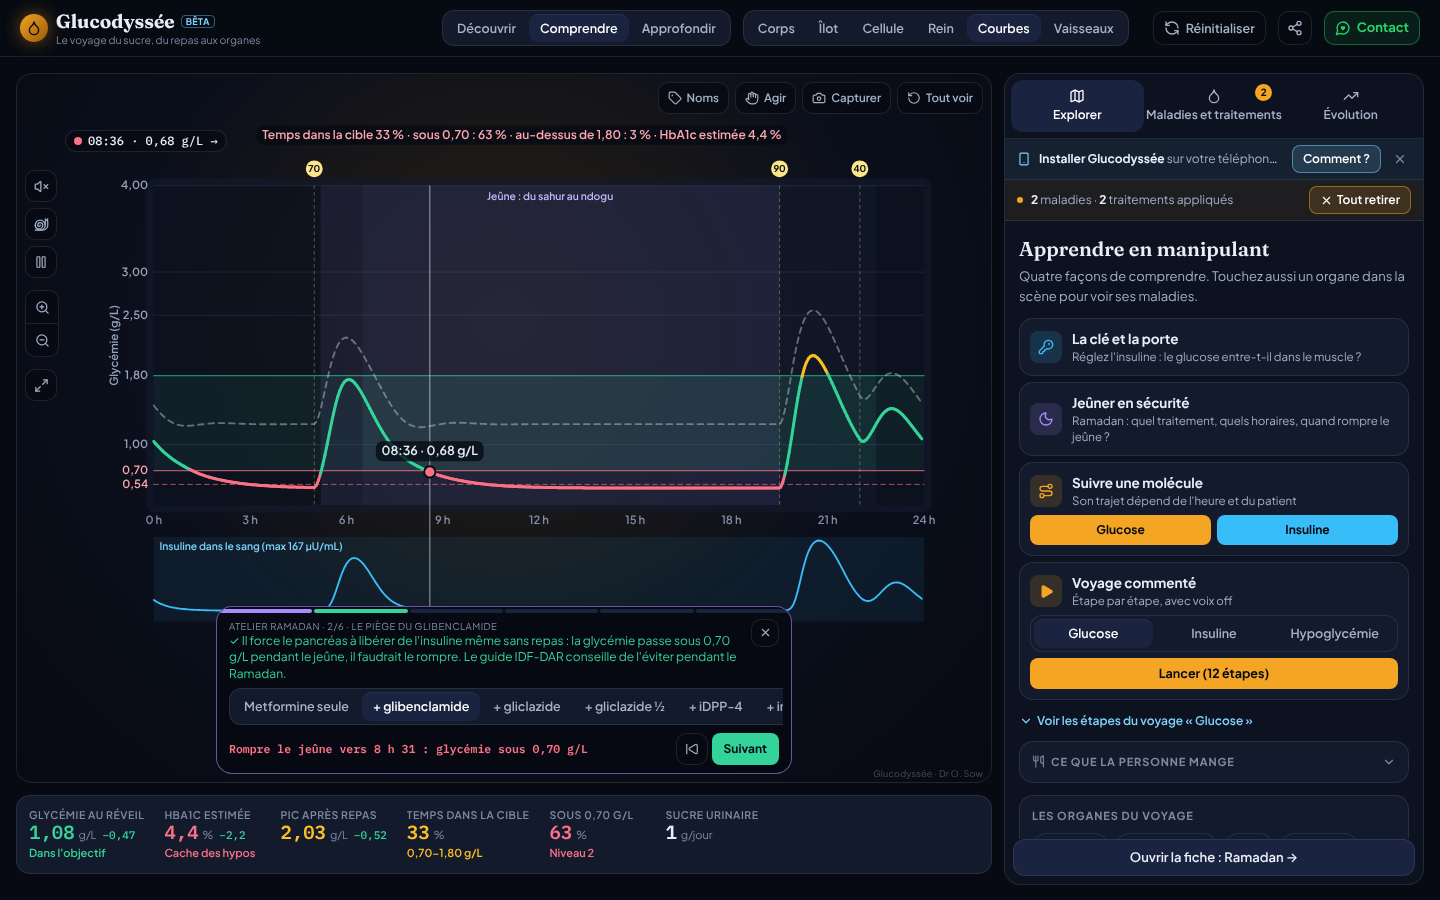 Glucodyssée BÊTA
Le voyage du sucre, du repas aux organes
Découvrir Comprendre Approfondir
Corps Îlot Cellule Rein Courbes Vaisseaux
Réinitialiser
Contact
Noms Agir Capturer Tout voir
08:36 · 0,68 g/L →
Temps dans la cible 33 % · sous 0,70 : 63 % · au-dessus de 1,80 : 3 % · HbA1c estimée 4,4 %
70 90 40
Jeûne : du sahur au ndogu
Glycémie (g/L)
4,00
3,00
2,50
1,80
1,00
0,70
0,54
08:36 · 0,68 g/L
0 h 3 h 6 h 9 h 12 h 15 h 18 h 21 h 24 h
Insuline dans le sang (max 167 µU/mL)
ATELIER RAMADAN · 2/6 · LE PIÈGE DU GLIBENCLAMIDE
✓ Il force le pancréas à libérer de l'insuline même sans repas : la glycémie passe sous 0,70
g/L pendant le jeûne, il faudrait le rompre. Le guide IDF-DAR conseille de l'éviter pendant le
Ramadan.
Metformine seule + glibenclamide + gliclazide + gliclazide ½ + iDPP-4
Rompre le jeûne vers 8 h 31 : glycémie sous 0,70 g/L
Suivant
Glucodyssée · Dr O. Sow
GLYCÉMIE AU RÉVEIL
1,08 g/L −0,47
Dans l'objectif
HBA1C ESTIMÉE
4,4 % −2,2
Cache des hypos
PIC APRÈS REPAS
2,03 g/L −0,52
TEMPS DANS LA CIBLE
33 %
0,70–1,80 g/L
SOUS 0,70 G/L
63 %
Niveau 2
SUCRE URINAIRE
1 g/jour
Explorer
Maladies et traitements 2
Évolution
Installer Glucodyssée sur votre téléphon...
Comment ?
2 maladies · 2 traitements appliqués
Tout retirer
Apprendre en manipulant
Quatre façons de comprendre. Touchez aussi un organe dans la
scène pour voir ses maladies.
La clé et la porte
Réglez l'insuline : le glucose entre-t-il dans le muscle ?
Jeûner en sécurité
Ramadan : quel traitement, quels horaires, quand rompre le
jeûne ?
Suivre une molécule
Son trajet dépend de l'heure et du patient
Glucose Insuline
Voyage commenté
Étape par étape, avec voix off
Glucose Insuline Hypoglycémie
Lancer (12 étapes)
Voir les étapes du voyage « Glucose »
CE QUE LA PERSONNE MANGE
LES ORGANES DU VOYAGE
Ouvrir la fiche : Ramadan →